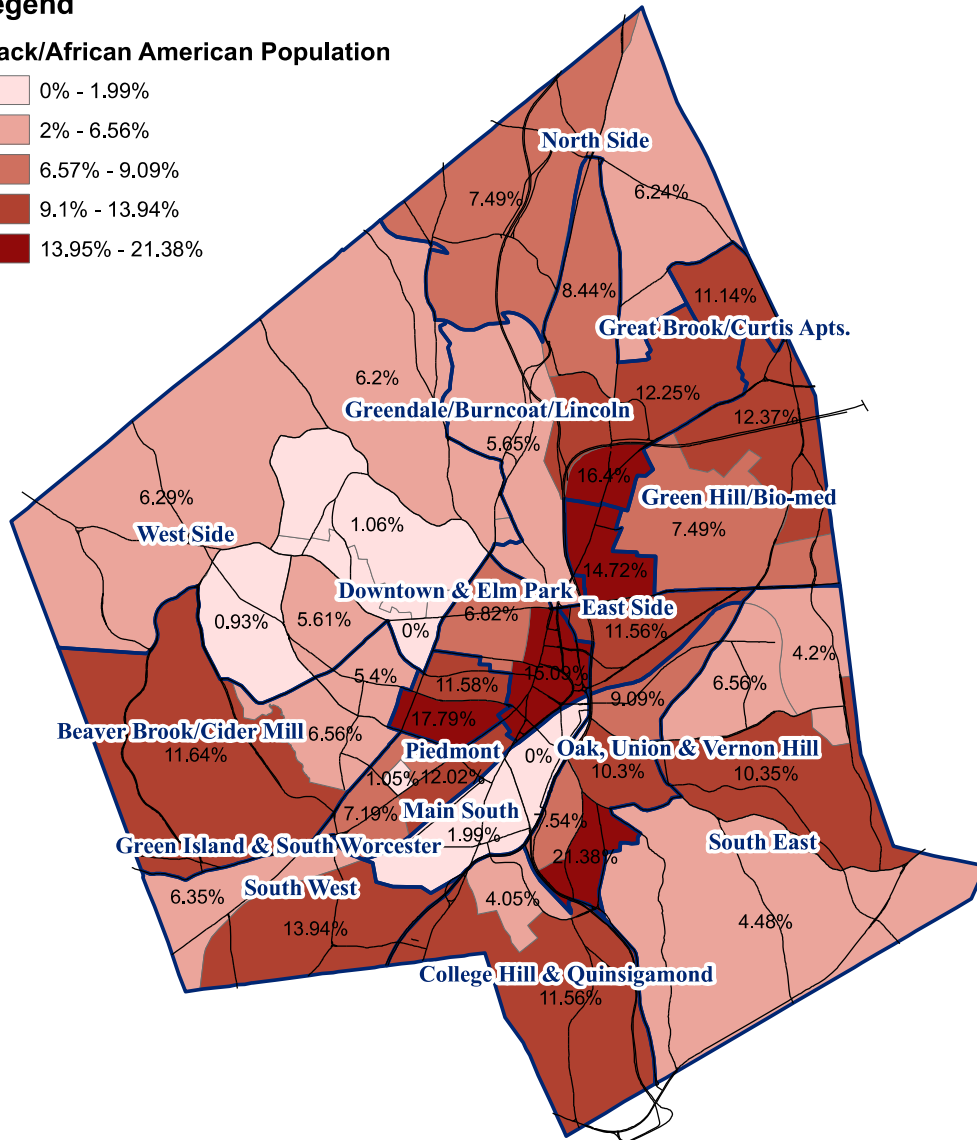 egend
ack/African American Population
0% - 1.99%
2% - 6.56%
6.57% - 9.09%
9.1% - 13.94%
13.95% - 21.38%
North Side
7.49%
6.24%
8.44%
11.14%
Great Brook/Curtis Apts.
6.2%
12.25%
Greendale/Burncoat/Lincoln
12.37%
5.65%
16.4%
6.29%
Green Hill/Bio-med
1.06%
7.49%
West Side
14.72%
Downtown & Elm Park
East Side
0.93%
5.61%
0%
6.82%
11.56%
4.2%
5.4%
11.58%
15.09%
6.56%
9.09%
17.79%
Beaver Brook/Cider Mill
6.56%
Piedmont
Oak, Union & Vernon Hill
11.64%
0%
1.05%
12.02%
10.3%
10.35%
Main South
7.19%
7.54%
1.99%
Green Island & South Worcester
South East
21.38%
South West
6.35%
4.05%
13.94%
4.48%
College Hill & Quinsigamond
11.56%